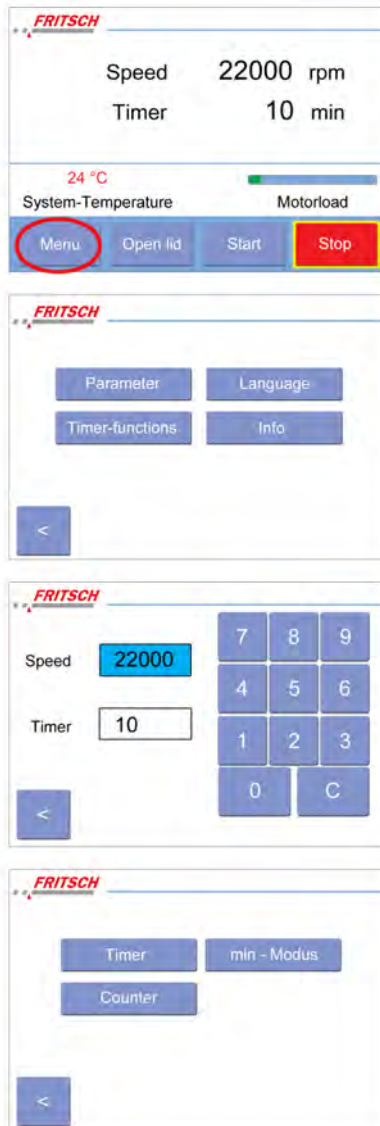 FRITSCH
Speed 22000 rpm
Timer 10 min
24 °C
System-Temperature Motorload
Menu Open lid Start Stop
FRITSCH
Parameter Language
Timer-functions Info
<
FRITSCH
7 8 9
Speed 22000
4 5 6
Timer 10
1 2 3
0 C
<
FRITSCH
Timer min - Modus
Counter
<